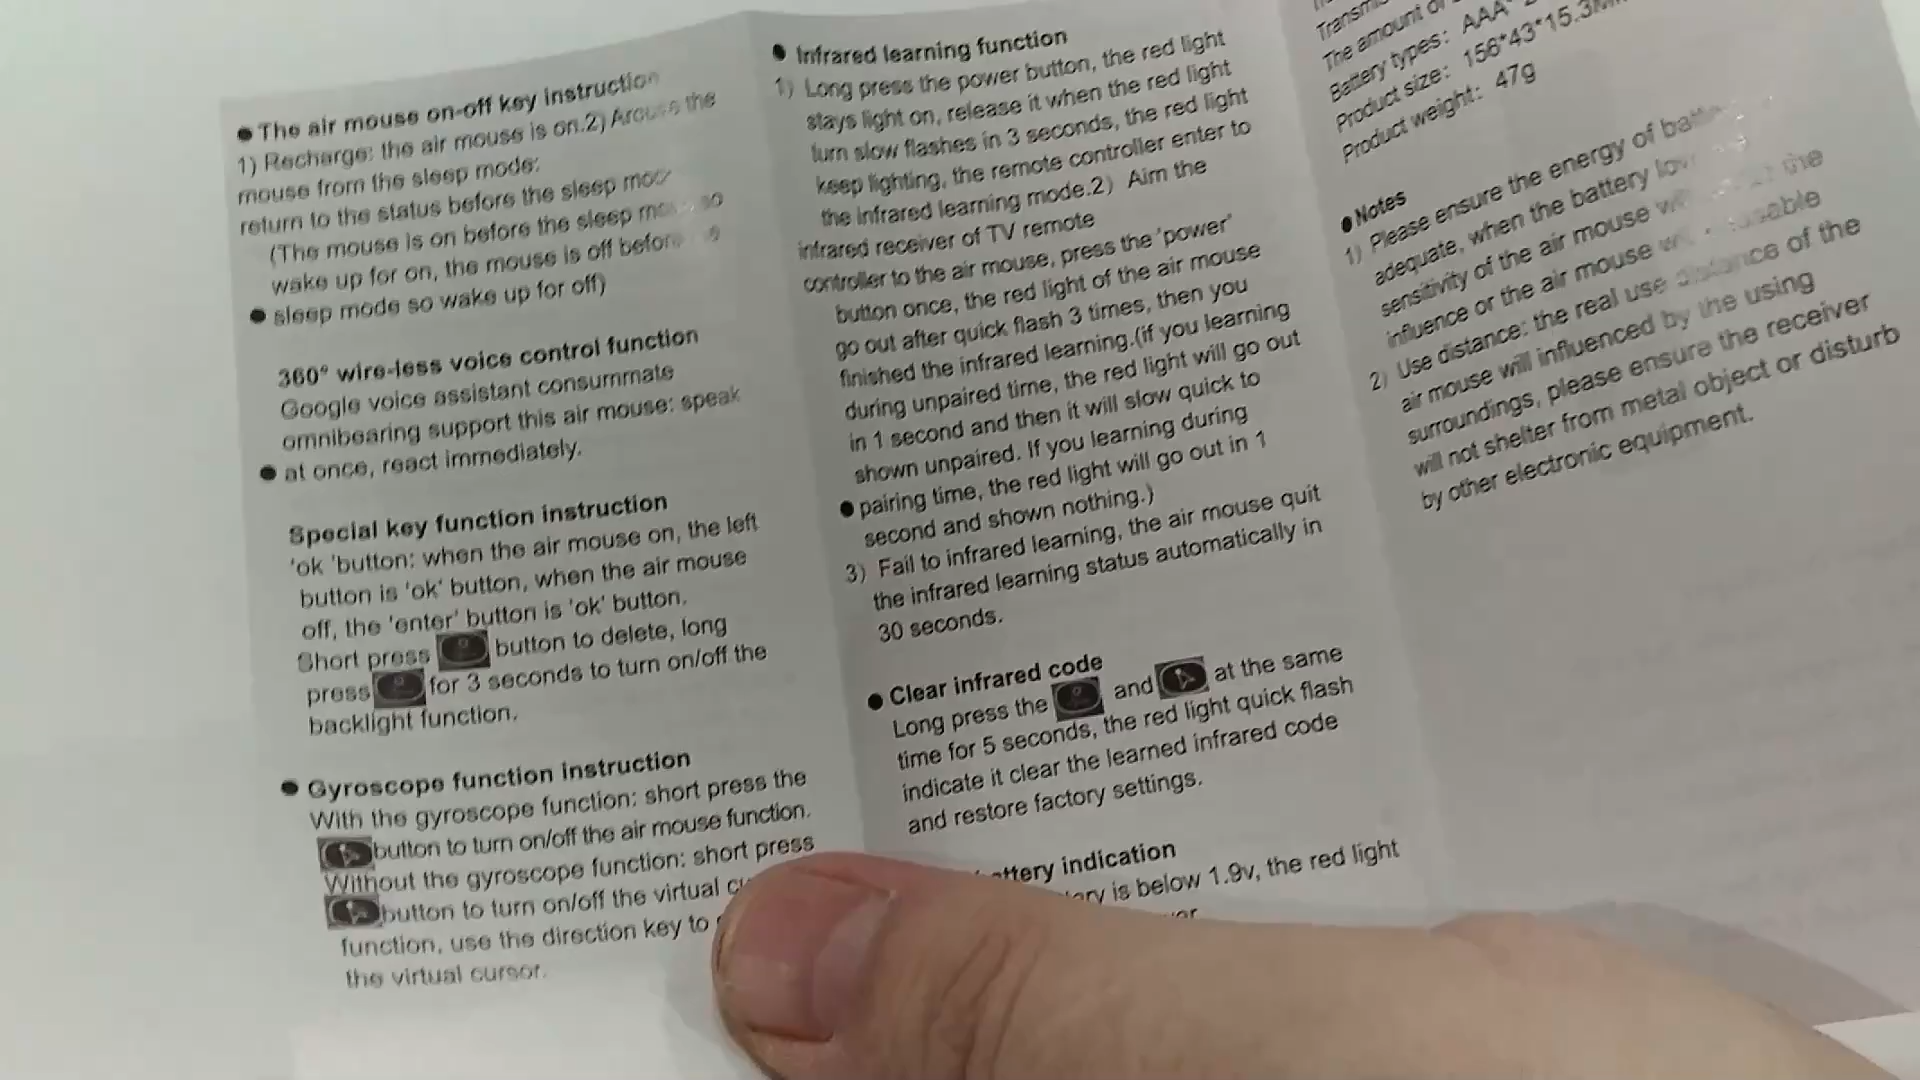 ● The air mouse on-off key instruction
1) Recharge: the air mouse is on.2) Arouse the
mouse from the sleep mode:
return to the status before the sleep
(The mouse is on before the sleep so
wake up for on, the mouse is off before
● sleep mode so wake up for off)
360° wire-less voice control function
Google voice assistant consummate
omnibearing support this air mouse: speak
● at once, react immediately.
Special key function instruction
'ok 'button: when the air mouse on, the left
button is 'ok' button, when the air mouse
off, the 'enter' button is 'ok' button.
Short press button to delete, long
press for 3 seconds to turn on/off the
backlight function.
● Gyroscope function instruction
With the gyroscope function: short press the
button to turn on/off the air mouse function.
Without the gyroscope function: short press
button to turn on/off the virtual
function, use the direction key to
the virtual cursor.
● Infrared learning function
1) Long press the power button, the red light
stays light on, release it when the red light
turn slow flashes in 3 seconds, the red light
keep lighting, the remote controller enter to
the infrared learning mode.2) Aim the
infrared receiver of TV remote
controller to the air mouse, press the 'power'
button once, the red light of the air mouse
go out after quick flash 3 times, then you
finished the infrared learning.(if you learning
during unpaired time, the red light will go out
in 1 second and then it will slow quick to
shown unpaired. If you learning during
● pairing time, the red light will go out in 1
second and shown nothing.)
3) Fail to infrared learning, the air mouse quit
the infrared learning status automatically in
30 seconds.
● Clear infrared code
Long press the and at the same
time for 5 seconds, the red light quick flash
indicate it clear the learned infrared code
and restore factory settings.
indication
is below 1.9v, the red light
The amount of
Battery types: AAA*
Product size: 156*43*15.3
Product weight: 47g
● Notes
1) Please ensure the energy of
adequate, when the battery
sensitivity of the air mouse the
influence or the air mouse
2) Use distance: the real use distance of the
air mouse will influenced by the using
surroundings, please ensure the receiver
will not shelter from metal object or disturb
by other electronic equipment.